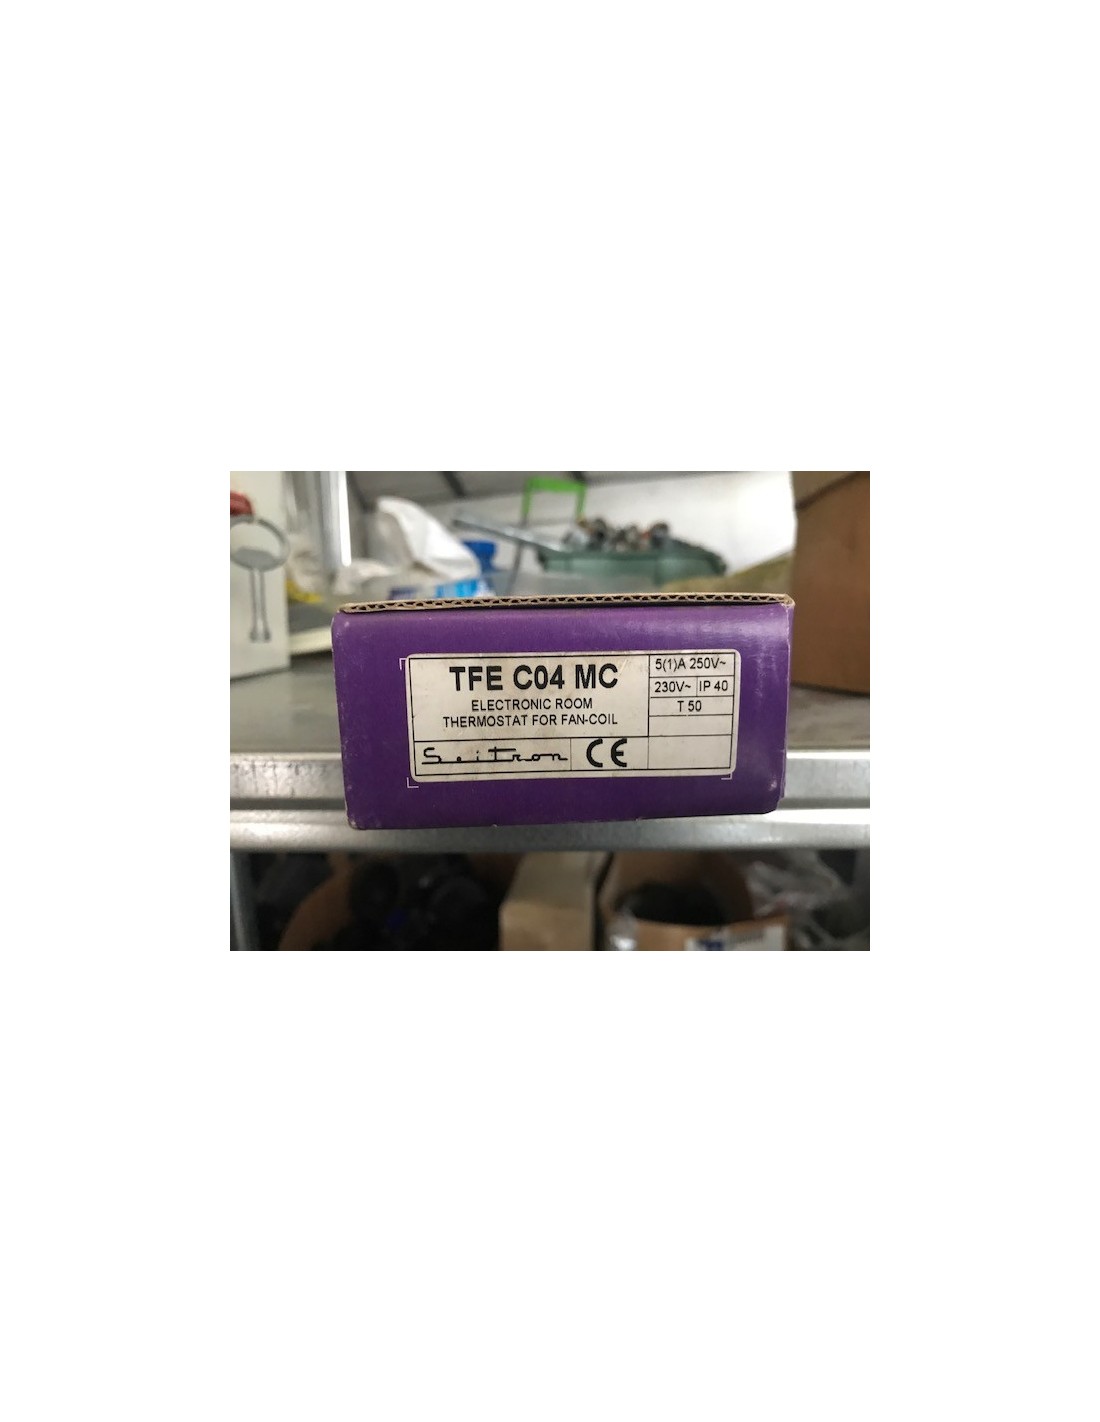 TFE C04 MC
ELECTRONIC ROOM
THERMOSTAT FOR FAN-COIL
Seitron CE
5(1)A 250V~
230V~ IP 40
T 50